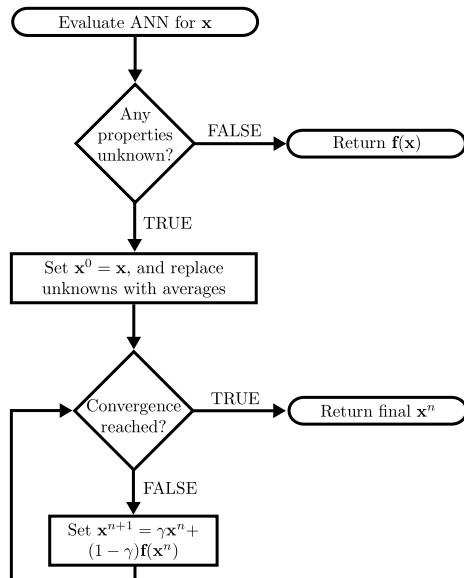 Evaluate ANN for x
Any
properties
unknown?
FALSE
Return f(x)
TRUE
Set x⁰ = x, and replace
unknowns with averages
Convergence
reached?
TRUE
Return final xⁿ
FALSE
Set xⁿ⁺¹ = γxⁿ+
(1 − γ)f(xⁿ)